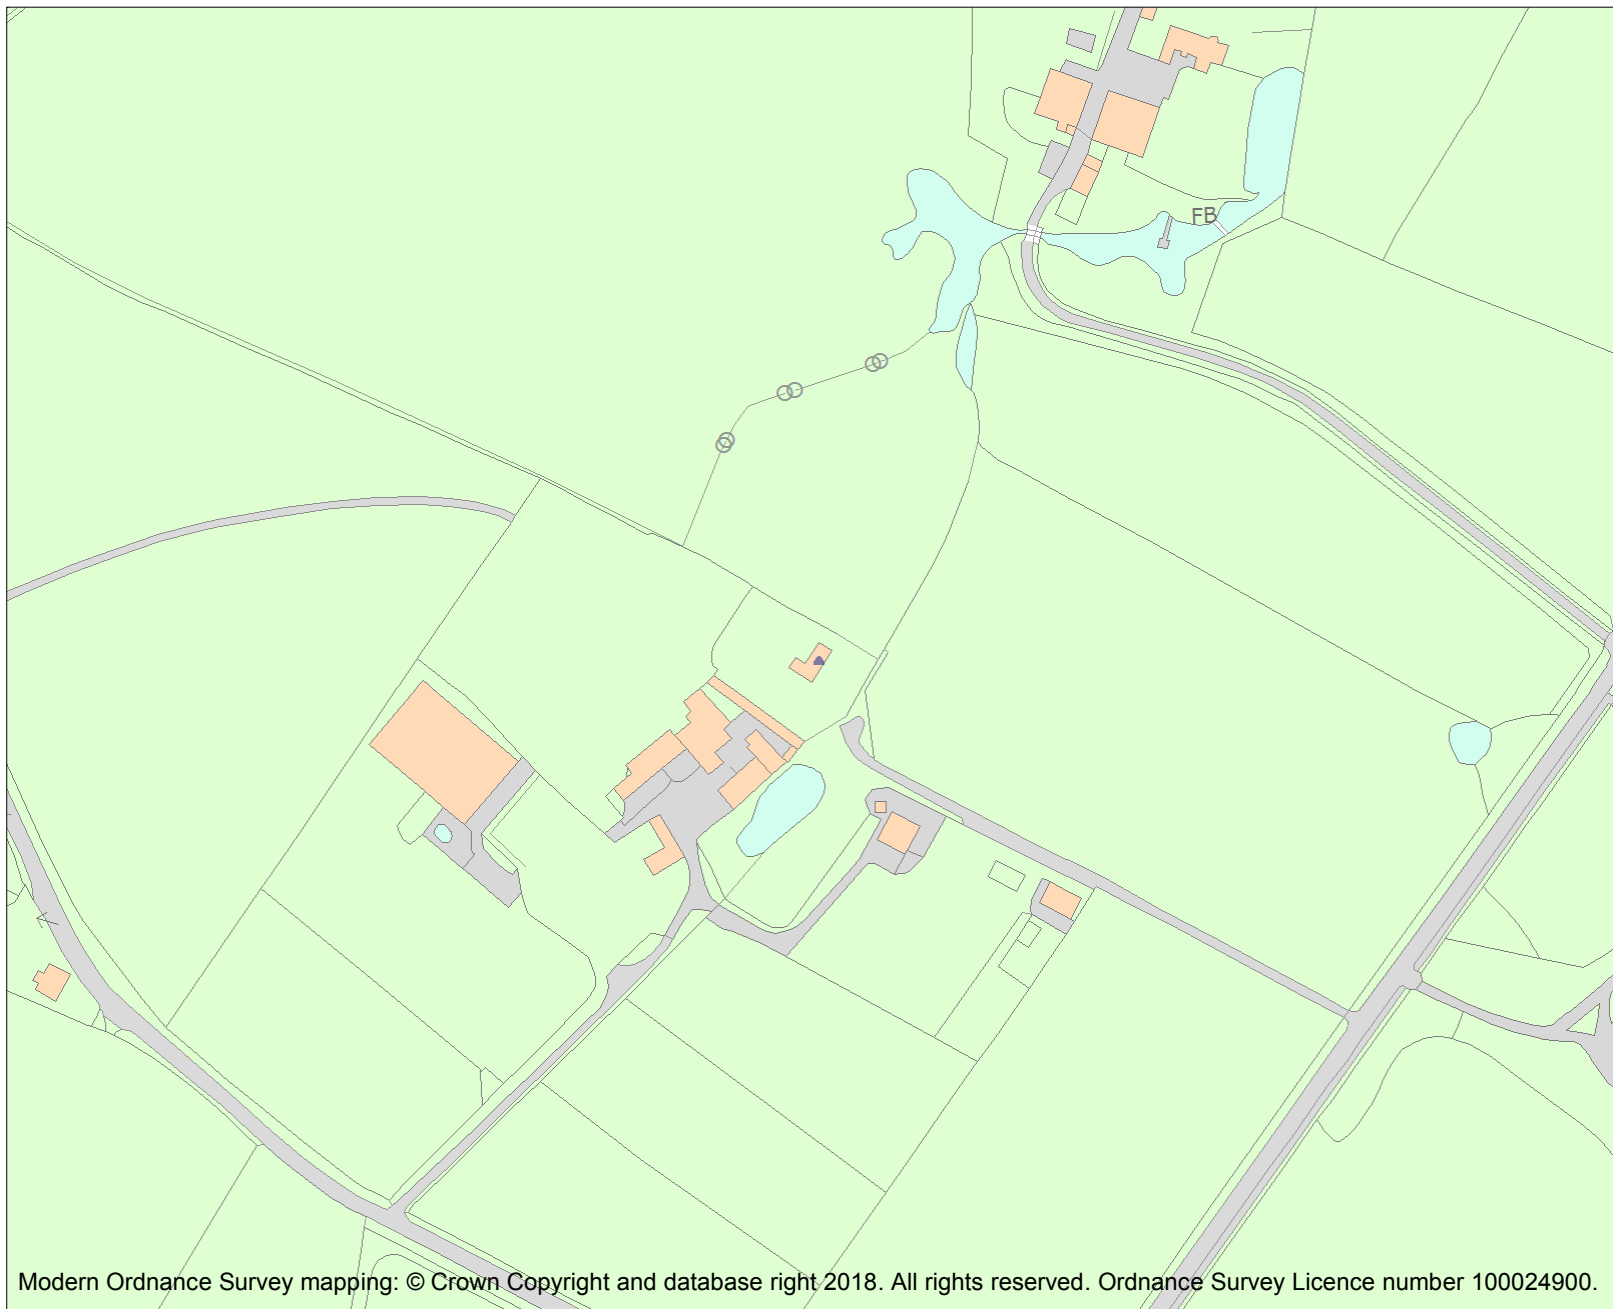 FB
Modern Ordnance Survey mapping: © Crown Copyright and database right 2018. All rights reserved. Ordnance Survey Licence number 100024900.